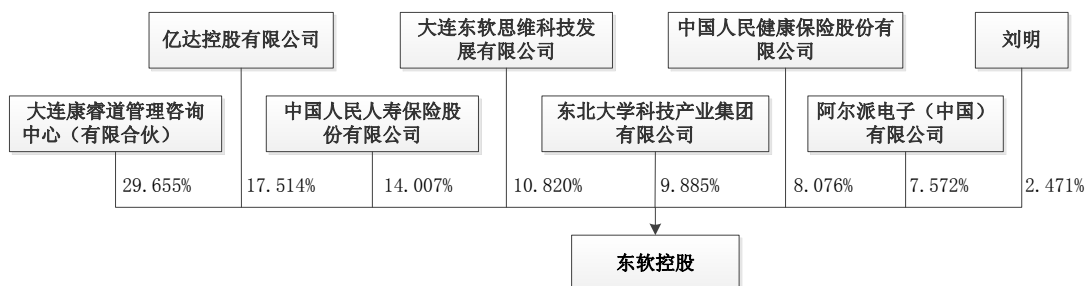 亿达控股有限公司
大连东软思维科技发
展有限公司
中国人民健康保险股份有
限公司
刘明
大连康睿道管理咨询
中心（有限合伙）
中国人民人寿保险股
份有限公司
东北大学科技产业集团
有限公司
阿尔派电子（中国）
有限公司
29.655%
17.514%
14.007%
10.820%
9.885%
8.076%
7.572%
2.471%
东软控股